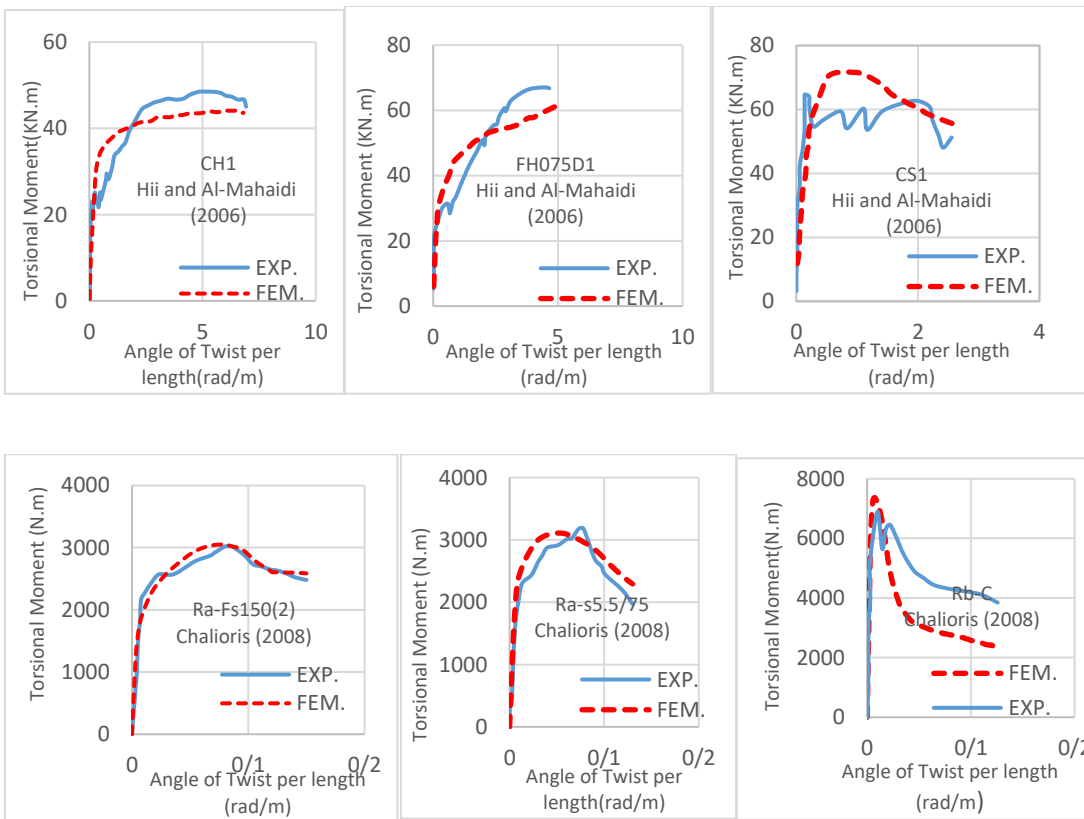 60
40
20
0
0
5
10
Torsional Moment(KN.m)
CH1
Hii and Al-Mahaidi
(2006)
EXP.
FEM.
Angle of Twist per
length(rad/m)
80
60
40
20
0
0
5
10
Torsional Moment (KN.m)
FH075D1
Hii and Al-Mahaidi
(2006)
EXP.
FEM.
Angle of Twist per length
(rad/m)
80
60
40
20
0
0
2
4
Torsional Moment (KN.m)
CS1
Hii and Al-Mahaidi
(2006)
EXP.
FEM.
Angle of Twist per length
(rad/m)
4000
3000
2000
1000
0
0
0/1
0/2
Torsional Moment (N.m)
Ra-Fs150(2)
Chalioris (2008)
EXP.
FEM.
Angle of Twist per length
(rad/m)
4000
3000
2000
1000
0
0
0/1
0/2
Torsional Moment (N.m)
Ra-s5.5/75
Chalioris (2008)
EXP.
FEM.
Angle of Twist per
length(rad/m)
8000
6000
4000
2000
0
0
0/1
0/2
Torsional Moment(N.m)
Rb-C
Chalioris (2008)
FEM.
EXP.
Angle of Twist per length
(rad/m)